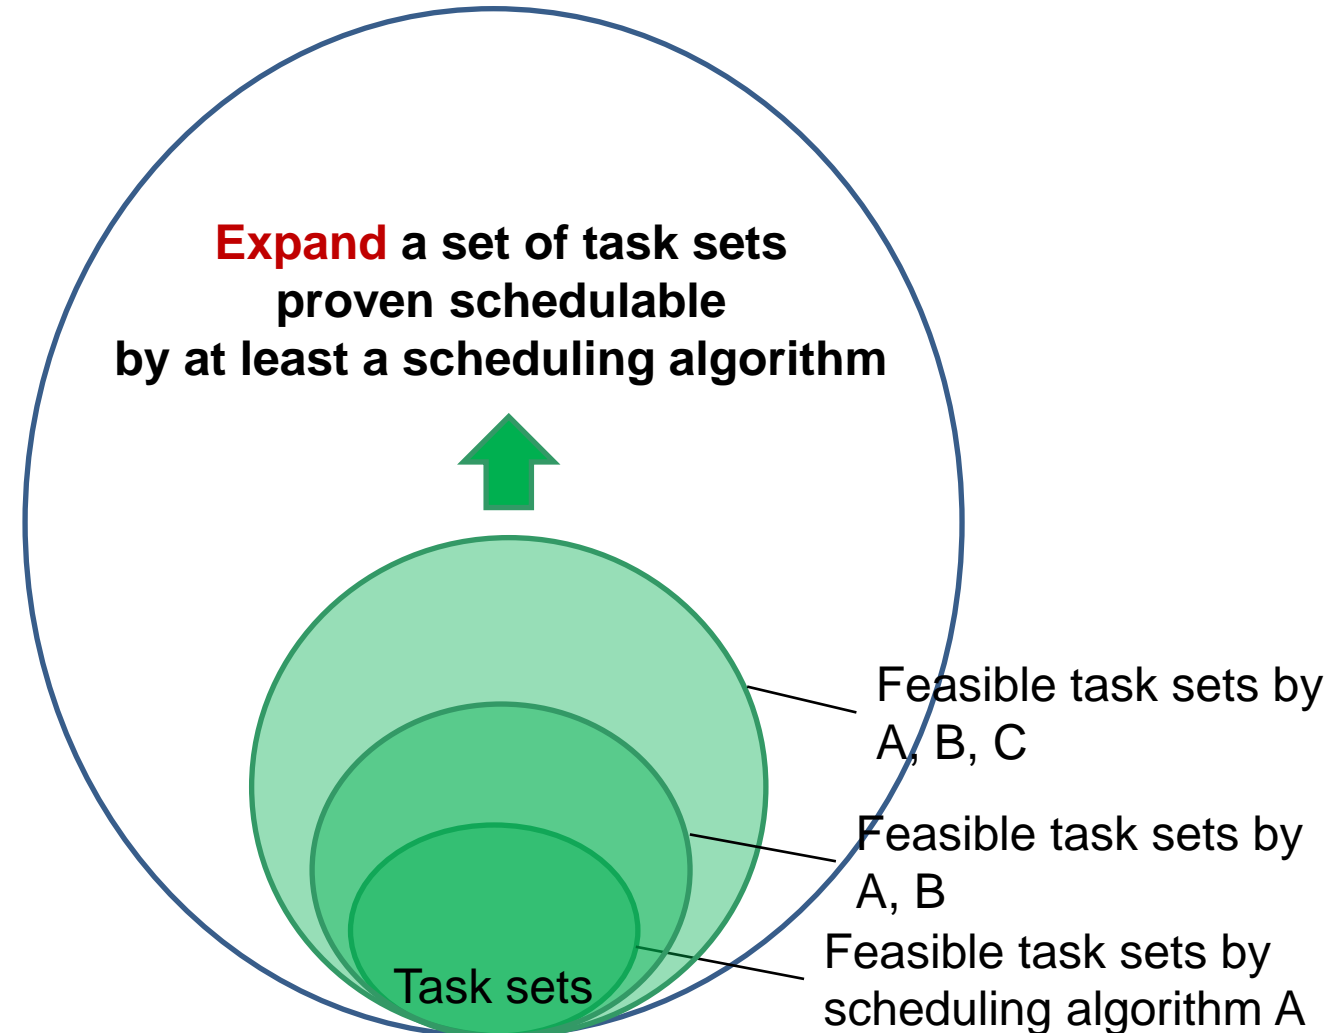 Expand a set of task sets
proven schedulable
by at least a scheduling algorithm
Feasible task sets by
A, B, C
Feasible task sets by
A, B
Feasible task sets by
scheduling algorithm A
Task sets